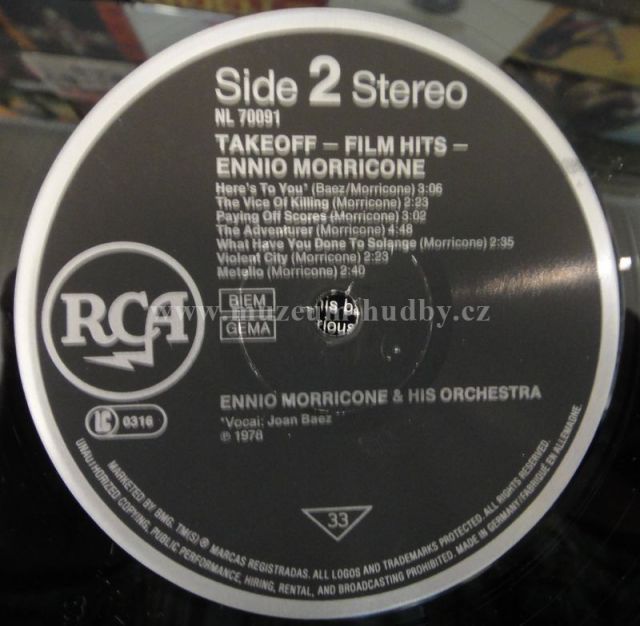 Side 2 Stereo
NL 70091
TAKEOFF – FILM HITS –
ENNIO MORRICONE
Here's To You* (Baez/Morricone) 3:06
The Vice Of Killing (Morricone) 2:23
Paying Off Scores (Morricone) 3:02
The Adventurer (Morricone) 4:48
What Have You Done To Solange (Morricone) 2:35
Violent City (Morricone) 2:23
Metello (Morricone) 2:40
RCA
BIEM
GEMA
his b
rious
www.muzeumhudby.cz
ENNIO MORRICONE & HIS ORCHESTRA
LC 0316
*Vocal: Joan Baez
℗ 1978
33
MARKETED BY BMG. TM(S) ® MARCAS REGISTRADAS. ALL LOGOS AND TRADEMARKS PROTECTED. ALL RIGHTS RESERVED.
UNAUTHORIZED COPYING, PUBLIC PERFORMANCE, HIRING, RENTAL, AND BROADCASTING PROHIBITED. MADE IN GERMANY/FABRIQUÉ EN ALLEMAGNE.